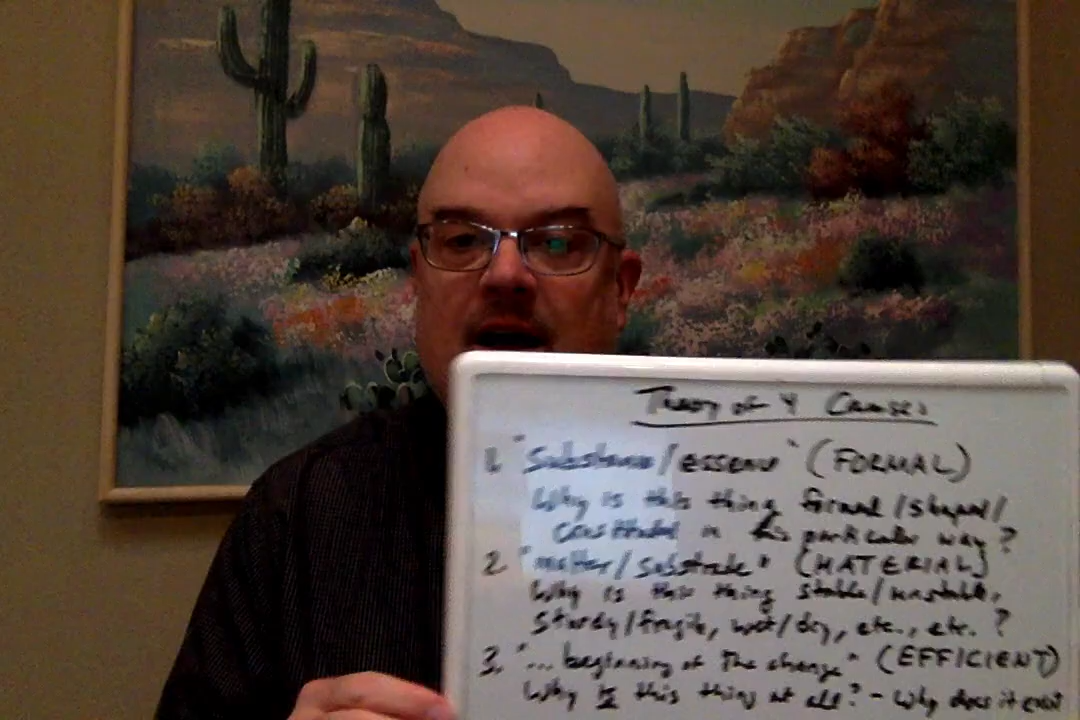 Theory of 4 Causes
1. "Substance/essence" (FORMAL)
Why is this thing formed/shaped/
constituted in this particular way?
2. "matter/substrate" (MATERIAL)
Why is this thing stable/unstable,
sturdy/fragile, wet/dry, etc., etc. ?
3. "... beginning of the change" (EFFICIENT)
Why is this thing at all? - Why does it exist